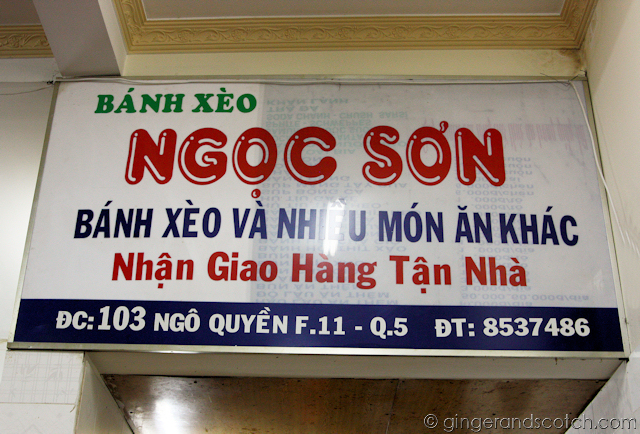 BÁNH XÈO
NGỌC SƠN
BÁNH XÈO VÀ NHIỀU MÓN ĂN KHÁC
Nhận Giao Hàng Tận Nhà
ĐC: 103 NGÔ QUYỀN F.11 - Q.5 ĐT: 8537486
© gingerandscotch.com